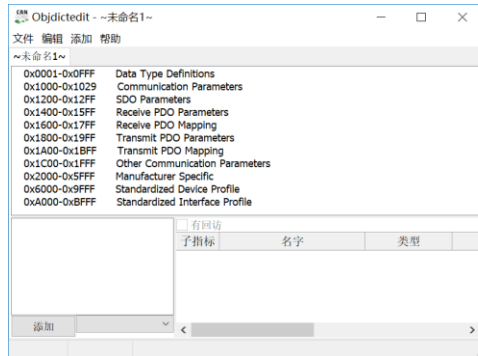 CAN Objdictedit - ~未命名1~
文件 编辑 添加 帮助
~未命名1~
0x0001-0x0FFF Data Type Definitions
0x1000-0x1029 Communication Parameters
0x1200-0x12FF SDO Parameters
0x1400-0x15FF Receive PDO Parameters
0x1600-0x17FF Receive PDO Mapping
0x1800-0x19FF Transmit PDO Parameters
0x1A00-0x1BFF Transmit PDO Mapping
0x1C00-0x1FFF Other Communication Parameters
0x2000-0x5FFF Manufacturer Specific
0x6000-0x9FFF Standardized Device Profile
0xA000-0xBFFF Standardized Interface Profile
有回访
子指标 名字 类型
添加